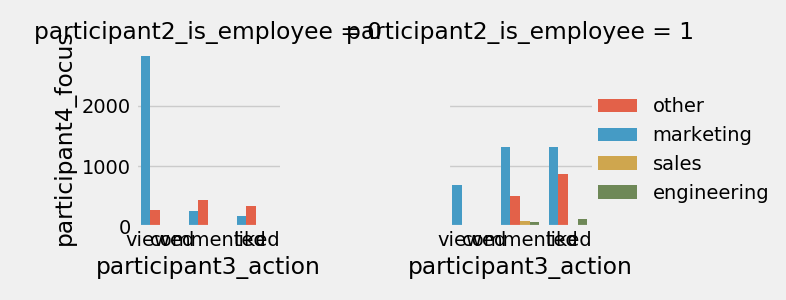 participant2_is_employee = 0
participant2_is_employee = 1
participant4_focus
2000
1000
0
viewed
commented
liked
viewed
commented
liked
participant3_action
participant3_action
other
marketing
sales
engineering